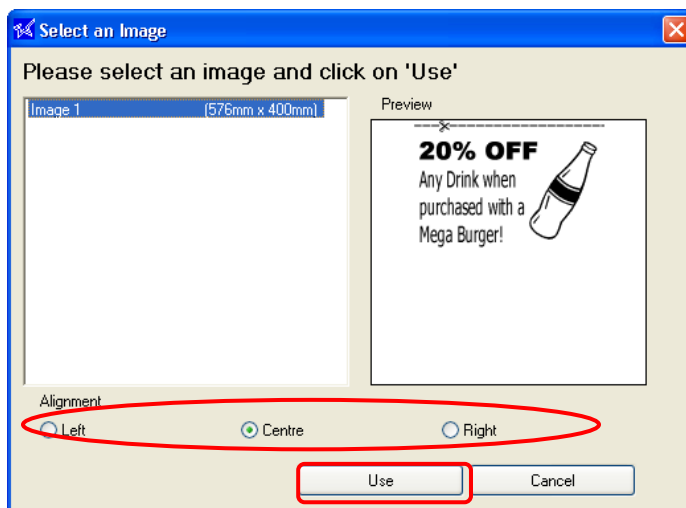 Select an Image
Please select an image and click on 'Use'
Image 1 (576mm x 400mm)
Preview
20% OFF
Any Drink when
purchased with a
Mega Burger!
Alignment
Left Centre Right
Use Cancel